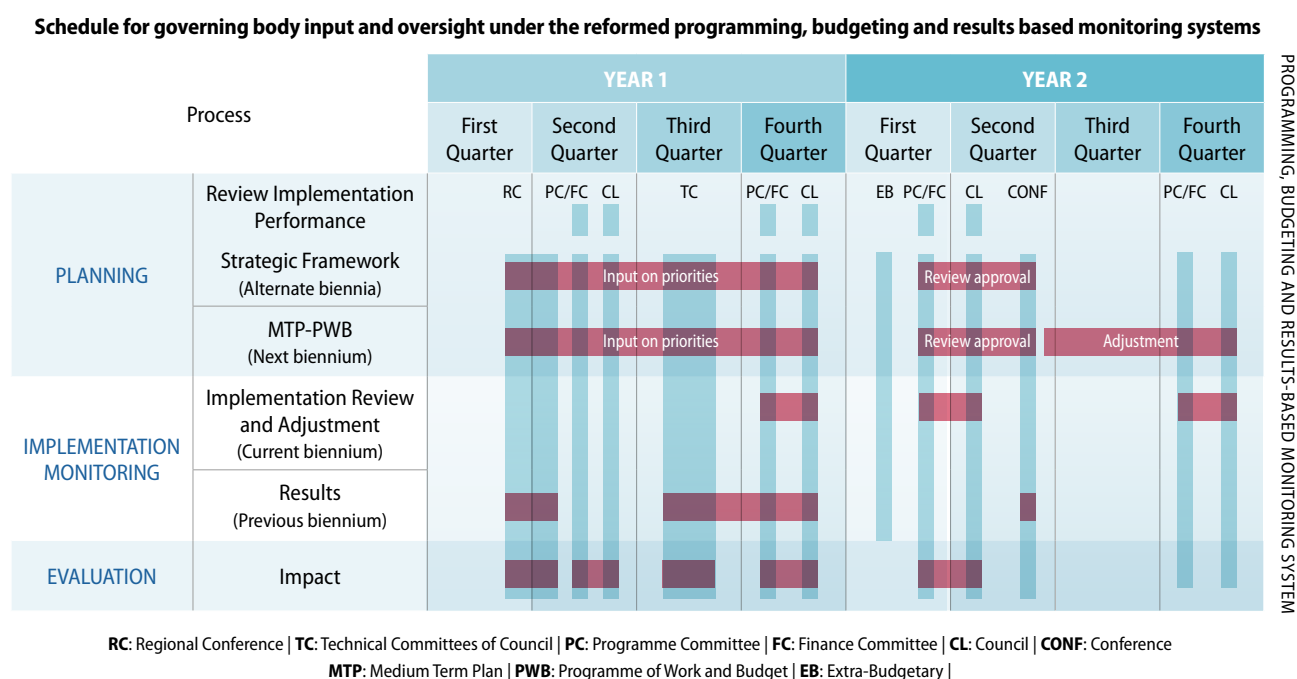 Schedule for governing body input and oversight under the reformed programming, budgeting and results based monitoring systems
Process
YEAR 1
YEAR 2
First Quarter
Second Quarter
Third Quarter
Fourth Quarter
First Quarter
Second Quarter
Third Quarter
Fourth Quarter
RC PC/FC CL TC PC/FC CL EB PC/FC CL CONF PC/FC CL
PLANNING
Review Implementation
Performance
Strategic Framework
(Alternate biennia)
Input on priorities
Review approval
MTP-PWB
(Next biennium)
Input on priorities
Review approval
Adjustment
IMPLEMENTATION
MONITORING
Implementation Review
and Adjustment
(Current biennium)
Results
(Previous biennium)
EVALUATION
Impact
PROGRAMMING, BUDGETING AND RESULTS-BASED MONITORING SYSTEM
RC: Regional Conference | TC: Technical Committees of Council | PC: Programme Committee | FC: Finance Committee | CL: Council | CONF: Conference
MTP: Medium Term Plan | PWB: Programme of Work and Budget | EB: Extra-Budgetary |